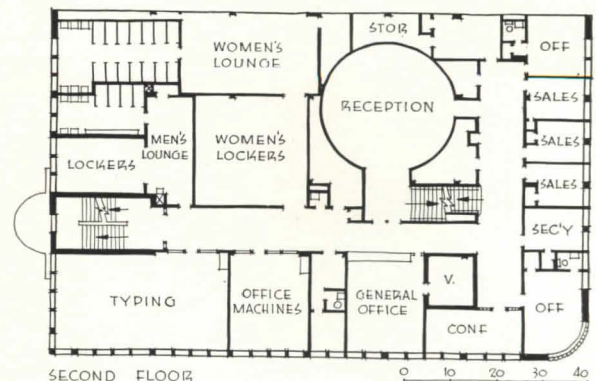 STOR
OFF
WOMEN'S
LOUNGE
RECEPTION
SALES
MEN'S
LOUNGE
WOMEN'S
LOCKERS
SALES
LOCKERS
SALES
SEC'Y
TYPING
OFFICE
MACHINES
GENERAL
OFFICE
V.
OFF
CONF
SECOND FLOOR
0 10 20 30 40